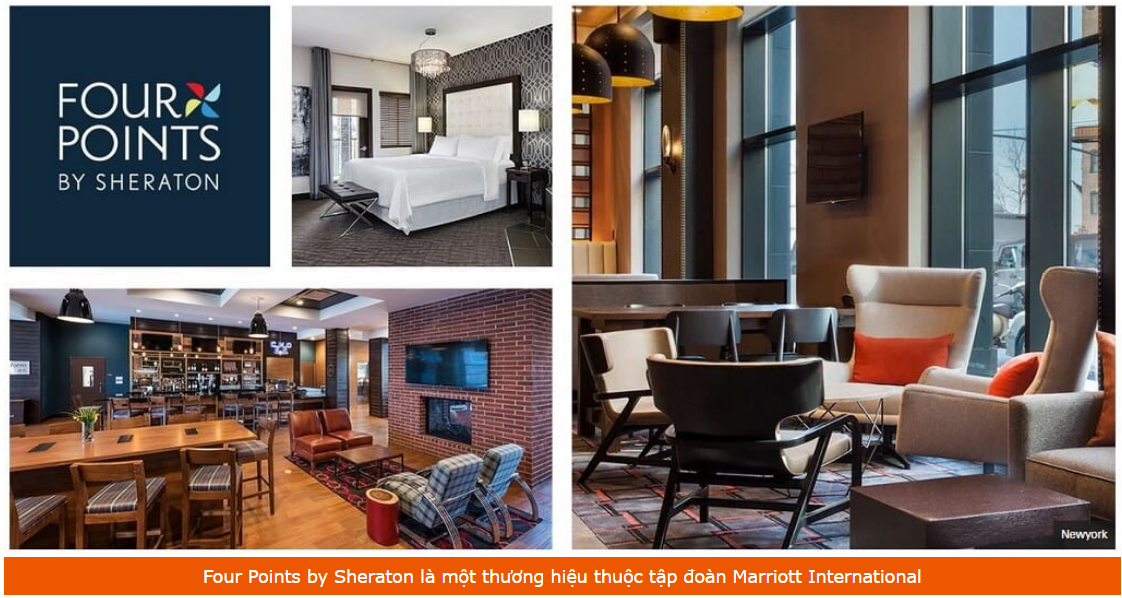 FOUR
POINTS
BY SHERATON
Newyork
Four Points by Sheraton là một thương hiệu thuộc tập đoàn Marriott International